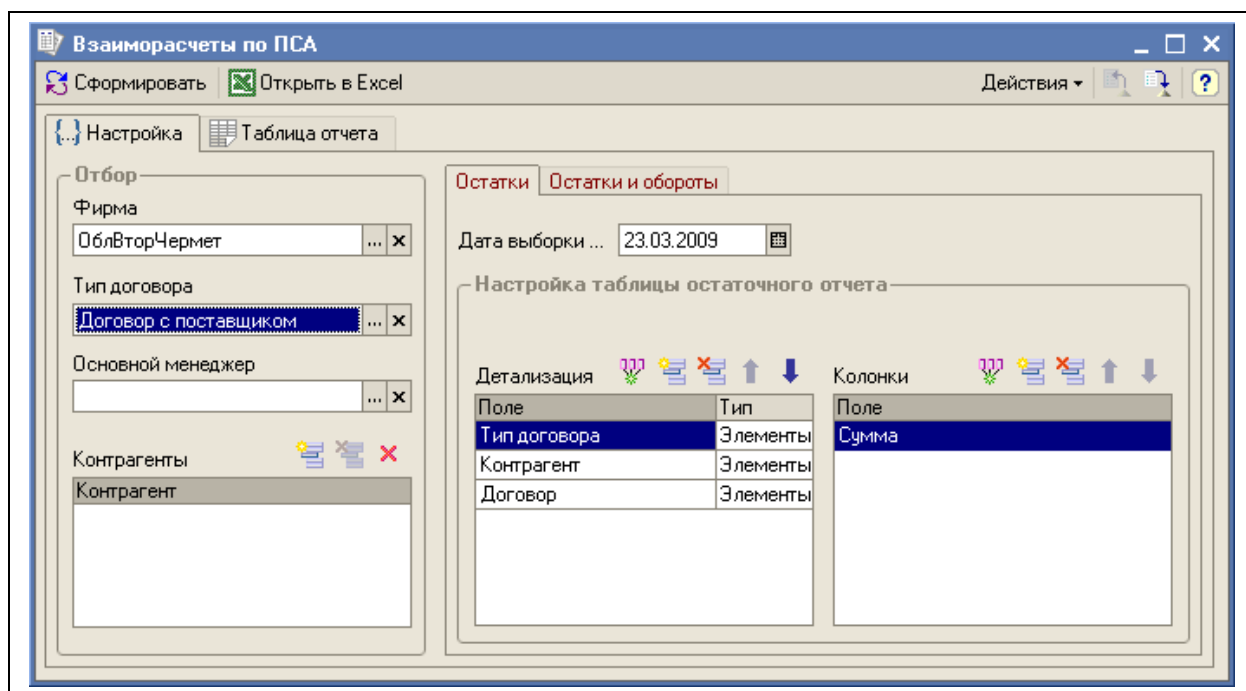 Взаиморасчеты по ПСА
Сформировать Открыть в Excel Действия ?
{...} Настройка Таблица отчета
Отбор
Фирма
ОблВторЧермет ... x
Тип договора
Договор с поставщиком ... x
Основной менеджер
... x
Контрагенты
Контрагент
Остатки Остатки и обороты
Дата выборки ... 23.03.2009
Настройка таблицы остаточного отчета
Детализация
Поле Тип
Тип договора Элементы
Контрагент Элементы
Договор Элементы
Колонки
Поле
Сумма